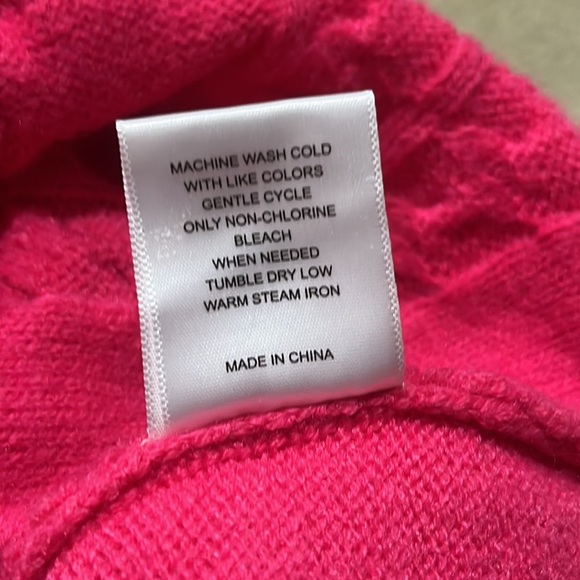 MACHINE WASH COLD
WITH LIKE COLORS
GENTLE CYCLE
ONLY NON-CHLORINE
BLEACH
WHEN NEEDED
TUMBLE DRY LOW
WARM STEAM IRON
MADE IN CHINA